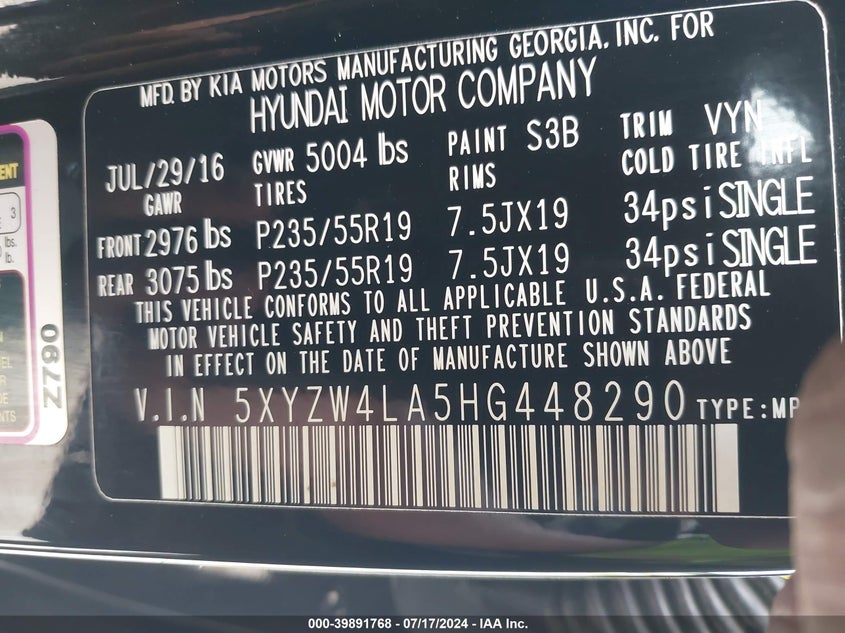 MFD. BY KIA MOTORS MANUFACTURING GEORGIA, INC. FOR
HYUNDAI MOTOR COMPANY
JUL/29/16 GVWR 5004 lbs PAINT S3B TRIM VYN
GAWR TIRES RIMS COLD TIRE INFL
FRONT 2976 lbs P235/55R19 7.5JX19 34psi SINGLE
REAR 3075 lbs P235/55R19 7.5JX19 34psi SINGLE
THIS VEHICLE CONFORMS TO ALL APPLICABLE U.S.A. FEDERAL
MOTOR VEHICLE SAFETY AND THEFT PREVENTION STANDARDS
IN EFFECT ON THE DATE OF MANUFACTURE SHOWN ABOVE
V.I.N 5XYZW4LA5HG448290 TYPE:MP
Z790
3
lbs.
lb.
000-39891768 - 07/17/2024 - IAA Inc.